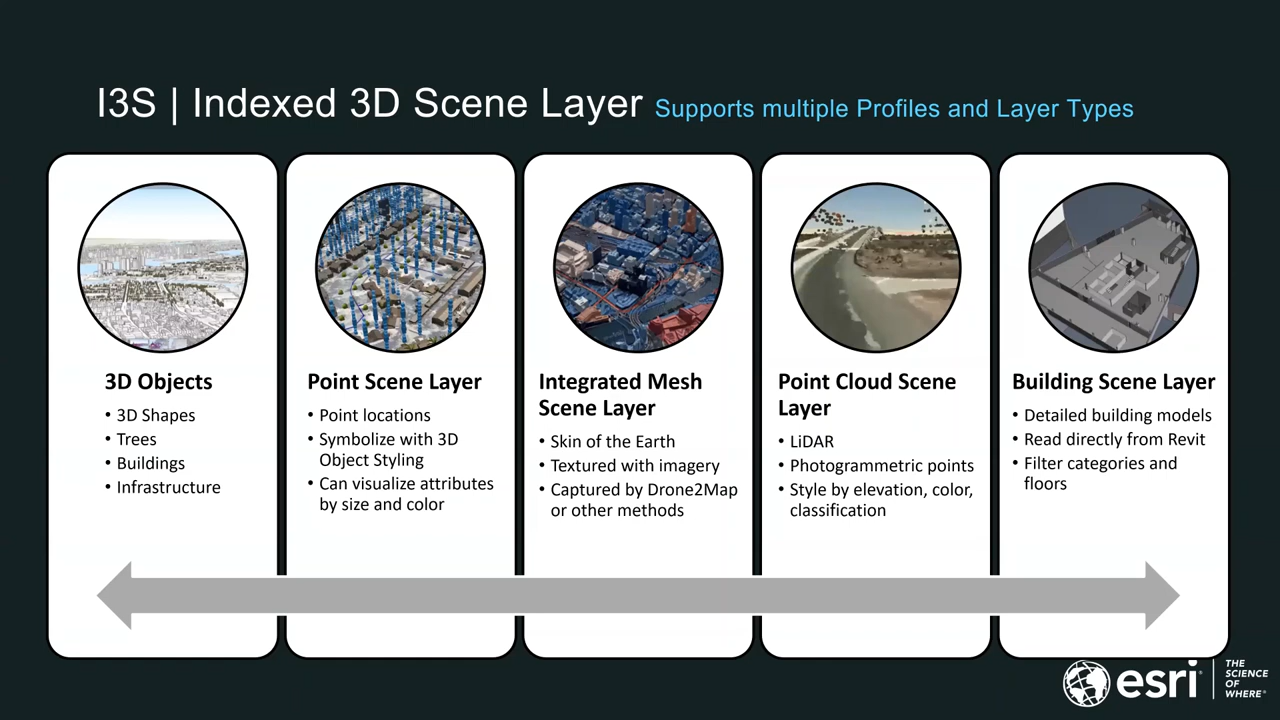 I3S | Indexed 3D Scene Layer Supports multiple Profiles and Layer Types
3D Objects
• 3D Shapes
• Trees
• Buildings
• Infrastructure
Point Scene Layer
• Point locations
• Symbolize with 3D
Object Styling
• Can visualize attributes
by size and color
Integrated Mesh
Scene Layer
• Skin of the Earth
• Textured with imagery
• Captured by Drone2Map
or other methods
Point Cloud Scene
Layer
• LiDAR
• Photogrammetric points
• Style by elevation, color,
classification
Building Scene Layer
• Detailed building models
• Read directly from Revit
• Filter categories and
floors
esri
THE
SCIENCE
OF
WHERE®